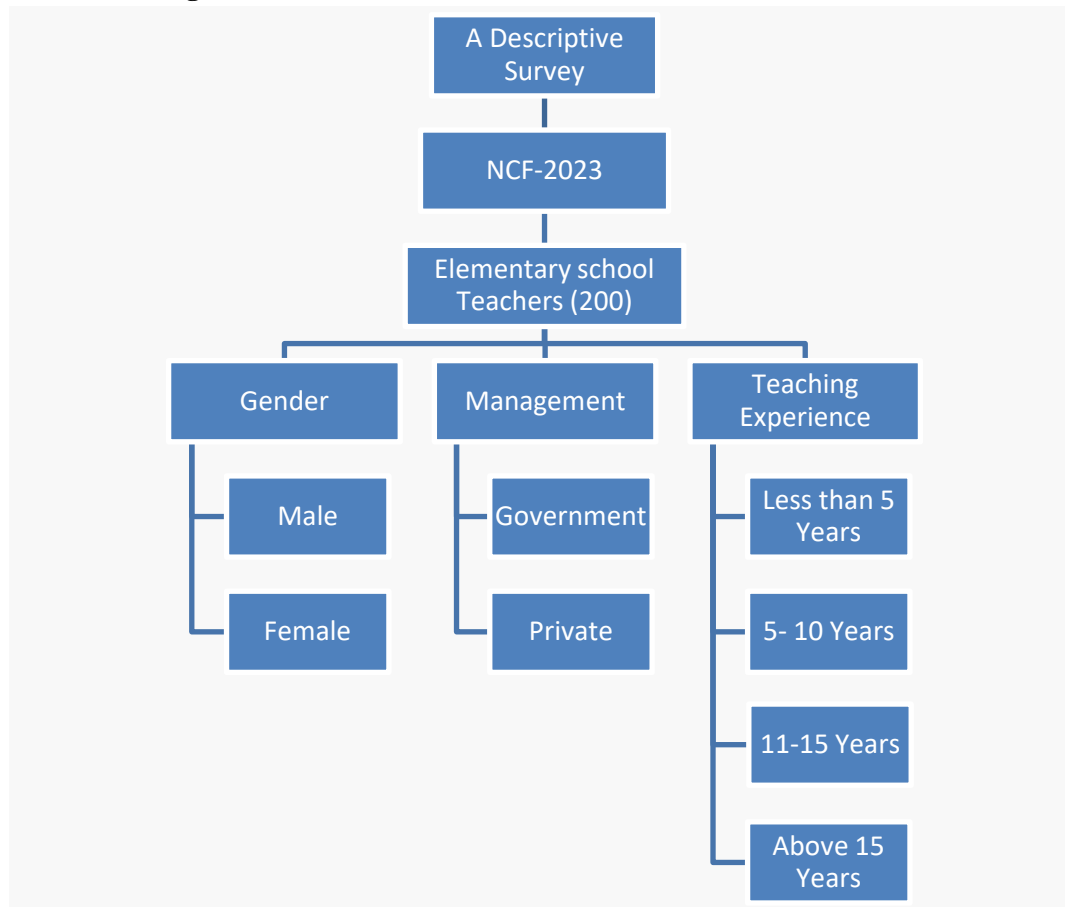 A Descriptive
Survey
NCF-2023
Elementary school
Teachers (200)
Gender
Management
Teaching
Experience
Male
Female
Government
Private
Less than 5
Years
5- 10 Years
11-15 Years
Above 15
Years